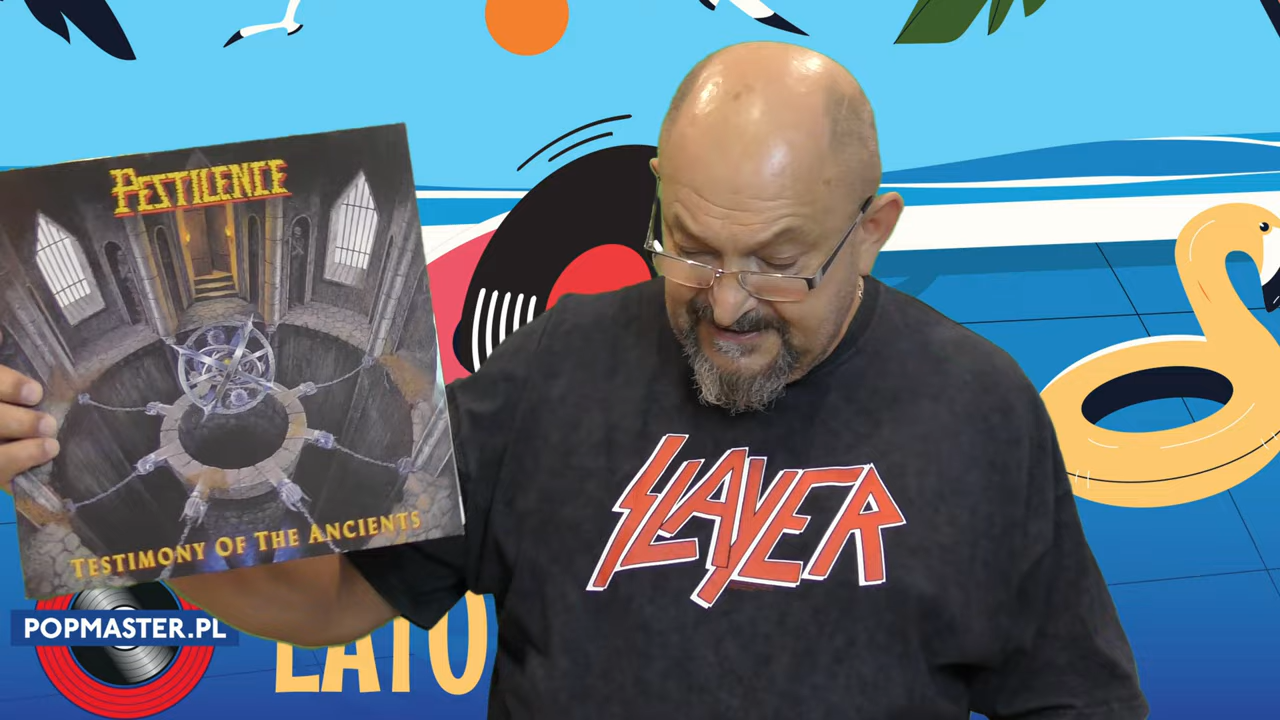 PESTILENCE
TESTIMONY OF THE ANCIENTS
SLAYER
POPMASTER.PL
LATO